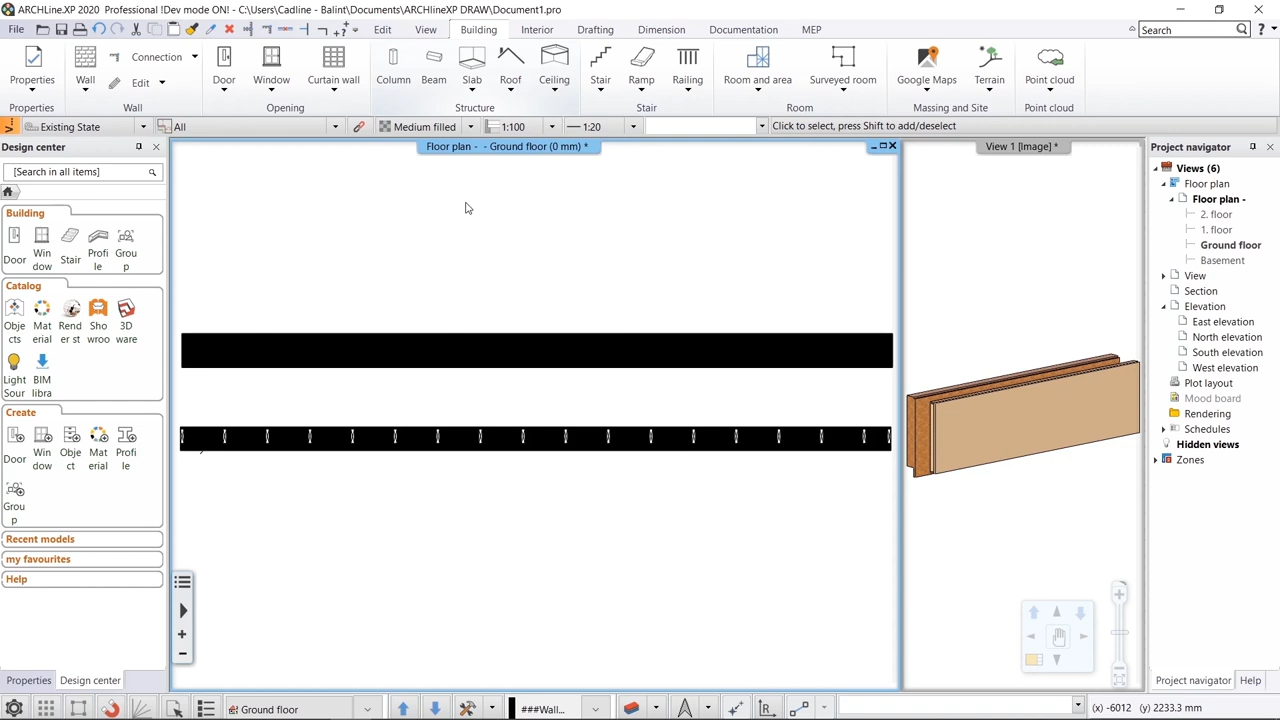 ARCHLine.XP 2020  Professional !Dev mode ON! - C:\Users\Cadline - Balint\Documents\ARCHlineXP DRAW\Document1.pro
File Edit View Building Interior Drafting Dimension Documentation MEP Search
Properties Wall Connection Edit Door Window Curtain wall Column Beam Slab Roof Ceiling Stair Ramp Railing Room and area Surveyed room Google Maps Terrain Point cloud
Properties Wall Opening Structure Stair Room Massing and Site Point cloud
Existing State All Medium filled 1:100 1:20 Click to select, press Shift to add/deselect
Design center
[Search in all items]
Building
Door Win dow Stair Profi le Grou p
Catalog
Obje cts Mat erial Rend er st Sho wroo 3D ware
Light Sour BIM libra
Create
Door Win dow Obje ct Mat erial Profi le
Grou p
Recent models
my favourites
Help
Properties Design center
Floor plan -  - Ground floor (0 mm) *
View 1 [Image] *
Project navigator
Views (6)
Floor plan
Floor plan -
2. floor
1. floor
Ground floor
Basement
View
Section
Elevation
East elevation
North elevation
South elevation
West elevation
Plot layout
Mood board
Rendering
Schedules
Hidden views
Zones
Project navigator Help
Ground floor ###Wall... (x) -6012 (y) 2233.3 mm